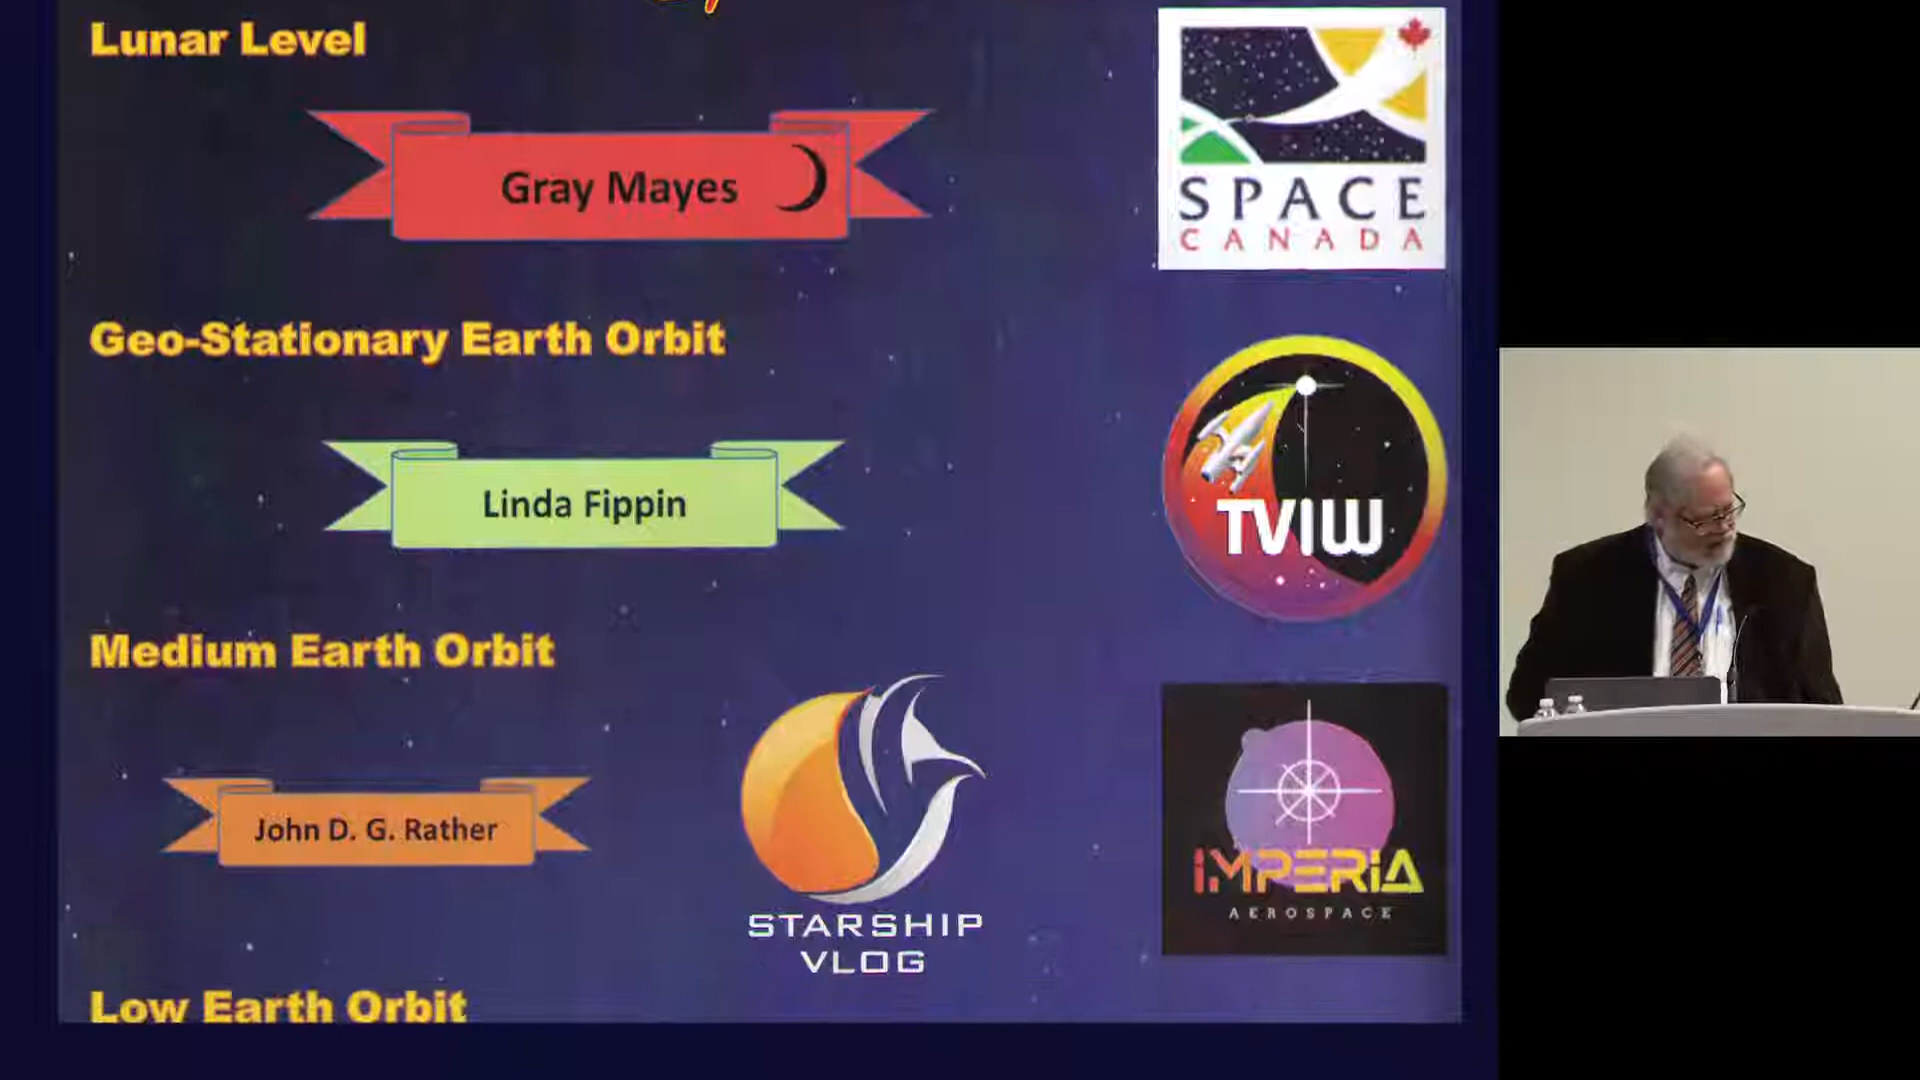 Lunar Level
Gray Mayes
SPACE
CANADA
Geo-Stationary Earth Orbit
Linda Fippin
TVIW
Medium Earth Orbit
John D. G. Rather
STARSHIP
VLOG
IMPERIA
AEROSPACE
Low Earth Orbit